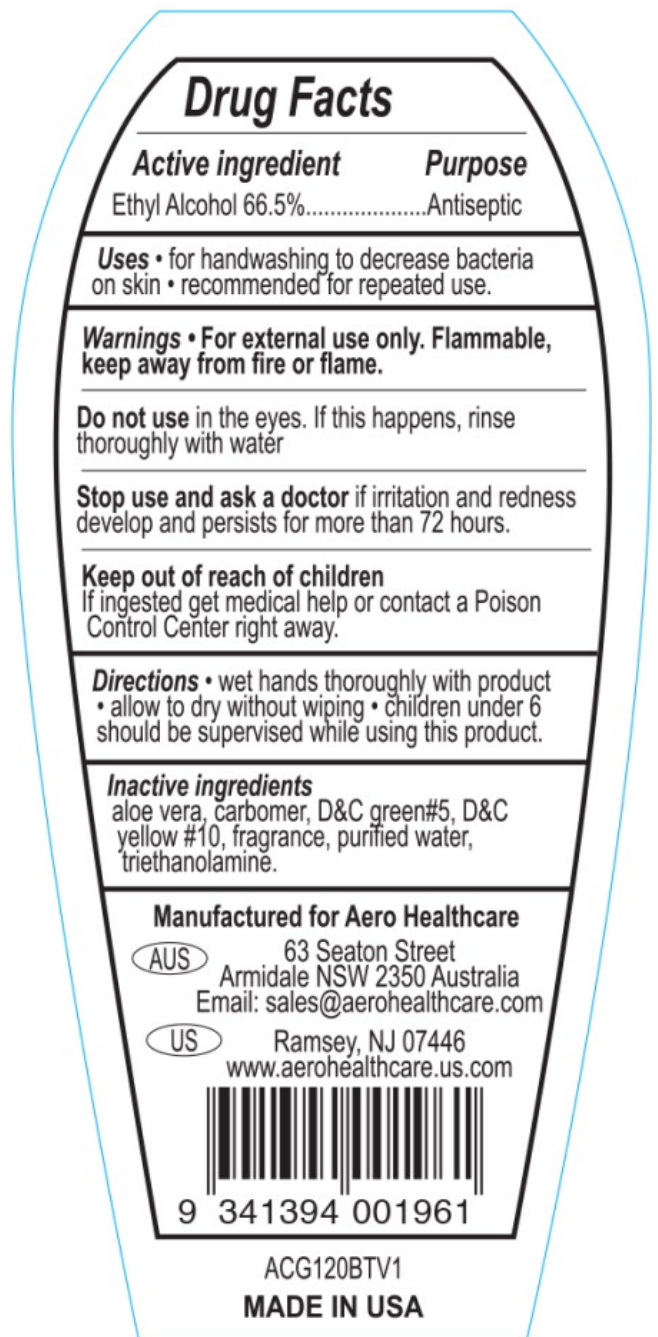 Drug Facts
Active ingredient Purpose
Ethyl Alcohol 66.5%....................Antiseptic
Uses • for handwashing to decrease bacteria
on skin • recommended for repeated use.
Warnings • For external use only. Flammable,
keep away from fire or flame.
Do not use in the eyes. If this happens, rinse
thoroughly with water
Stop use and ask a doctor if irritation and redness
develop and persists for more than 72 hours.
Keep out of reach of children
If ingested get medical help or contact a Poison
Control Center right away.
Directions • wet hands thoroughly with product
• allow to dry without wiping • children under 6
should be supervised while using this product.
Inactive ingredients
aloe vera, carbomer, D&C green#5, D&C
yellow #10, fragrance, purified water,
triethanolamine.
Manufactured for Aero Healthcare
AUS 63 Seaton Street
Armidale NSW 2350 Australia
Email: sales@aerohealthcare.com
US Ramsey, NJ 07446
www.aerohealthcare.us.com
9 341394 001961
ACG120BTV1
MADE IN USA